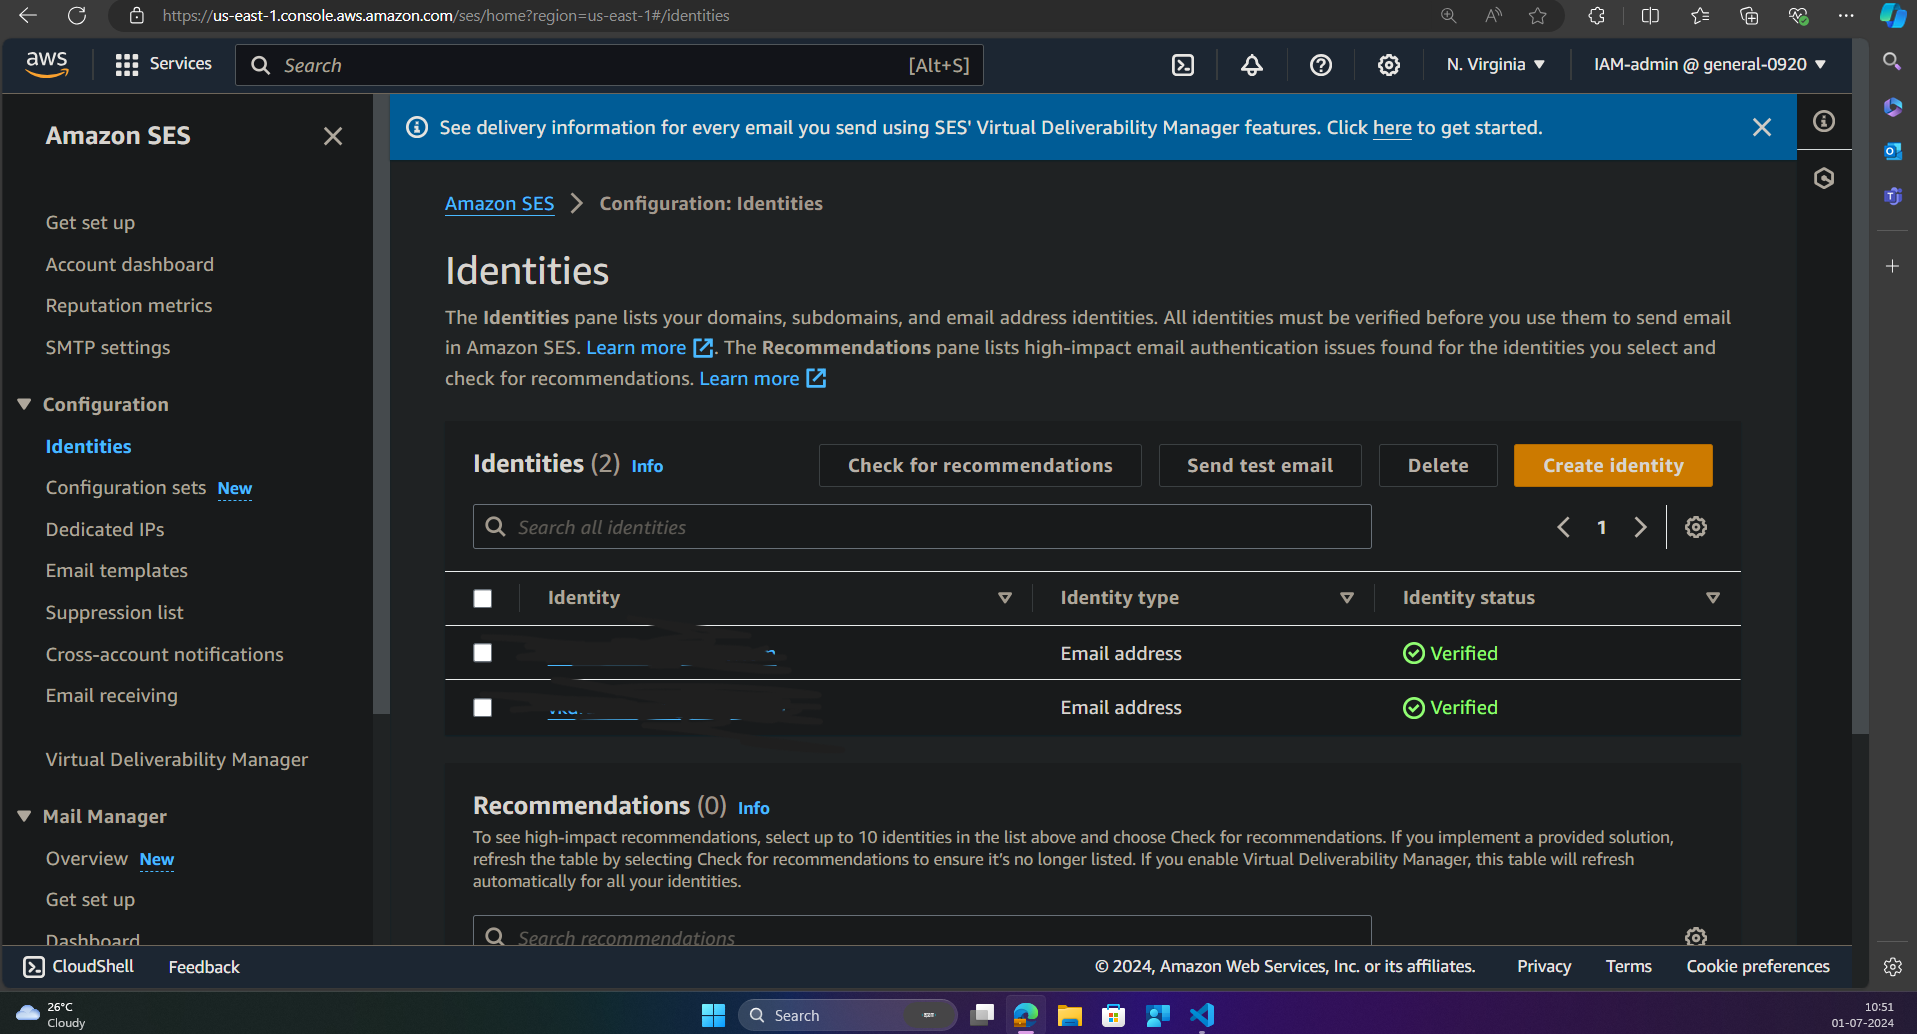 https://us-east-1.console.aws.amazon.com/ses/home?region=us-east-1#/identities
aws
Services
Search
[Alt+S]
N. Virginia
IAM-admin @ general-0920
Amazon SES
Get set up
Account dashboard
Reputation metrics
SMTP settings
Configuration
Identities
Configuration sets New
Dedicated IPs
Email templates
Suppression list
Cross-account notifications
Email receiving
Virtual Deliverability Manager
Mail Manager
Overview New
Get set up
Dashboard
See delivery information for every email you send using SES' Virtual Deliverability Manager features. Click here to get started.
Amazon SES > Configuration: Identities
Identities
The Identities pane lists your domains, subdomains, and email address identities. All identities must be verified before you use them to send email
in Amazon SES. Learn more. The Recommendations pane lists high-impact email authentication issues found for the identities you select and
check for recommendations. Learn more
Identities (2) Info
Check for recommendations
Send test email
Delete
Create identity
Search all identities
1
Identity Identity type Identity status
Email address Verified
Email address Verified
Recommendations (0) Info
To see high-impact recommendations, select up to 10 identities in the list above and choose Check for recommendations. If you implement a provided solution,
refresh the table by selecting Check for recommendations to ensure it's no longer listed. If you enable Virtual Deliverability Manager, this table will refresh
automatically for all your identities.
Search recommendations
CloudShell
Feedback
© 2024, Amazon Web Services, Inc. or its affiliates.
Privacy
Terms
Cookie preferences
26°C
Cloudy
Search
10:51
01-07-2024